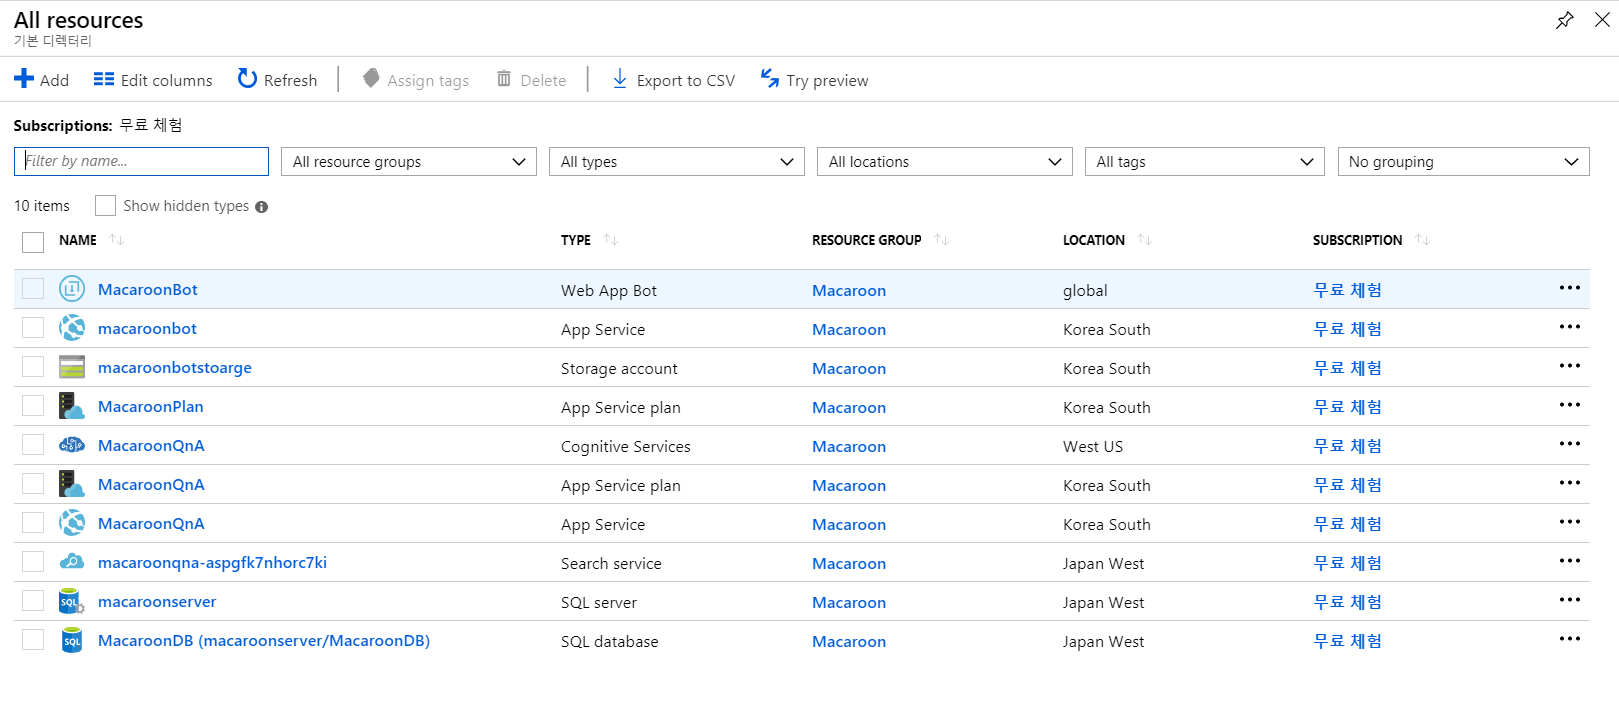 All resources
기본 디렉터리
Add Edit columns Refresh Assign tags Delete Export to CSV Try preview
Subscriptions: 무료 체험
Filter by name... All resource groups All types All locations All tags No grouping
10 items Show hidden types
NAME TYPE RESOURCE GROUP LOCATION SUBSCRIPTION
MacaroonBot Web App Bot Macaroon global 무료 체험
macaroonbot App Service Macaroon Korea South 무료 체험
macaroonbotstoarge Storage account Macaroon Korea South 무료 체험
MacaroonPlan App Service plan Macaroon Korea South 무료 체험
MacaroonQnA Cognitive Services Macaroon West US 무료 체험
MacaroonQnA App Service plan Macaroon Korea South 무료 체험
MacaroonQnA App Service Macaroon Korea South 무료 체험
macaroonqna-aspgfk7nhorc7ki Search service Macaroon Japan West 무료 체험
SQL macaroonserver SQL server Macaroon Japan West 무료 체험
SQL MacaroonDB (macaroonserver/MacaroonDB) SQL database Macaroon Japan West 무료 체험